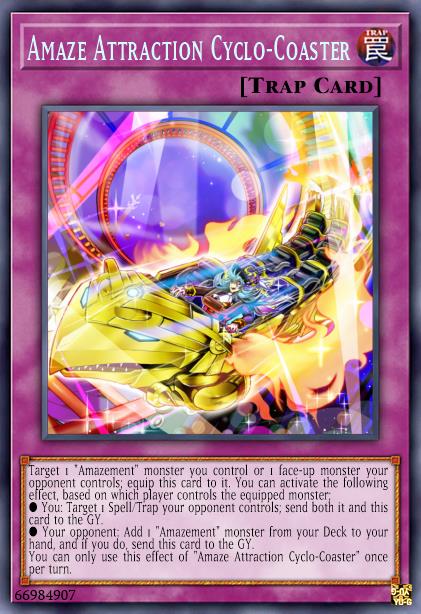 AMAZE ATTRACTION CYCLO-COASTER
TRAP
罠
[TRAP CARD]
Target 1 "Amazement" monster you control or 1 face-up monster your
opponent controls; equip this card to it. You can activate the following
effect, based on which player controls the equipped monster;
● You: Target 1 Spell/Trap your opponent controls; send both it and this
card to the GY.
● Your opponent: Add 1 "Amazement" monster from your Deck to your
hand, and if you do, send this card to the GY.
You can only use this effect of "Amaze Attraction Cyclo-Coaster" once
per turn.
66984907